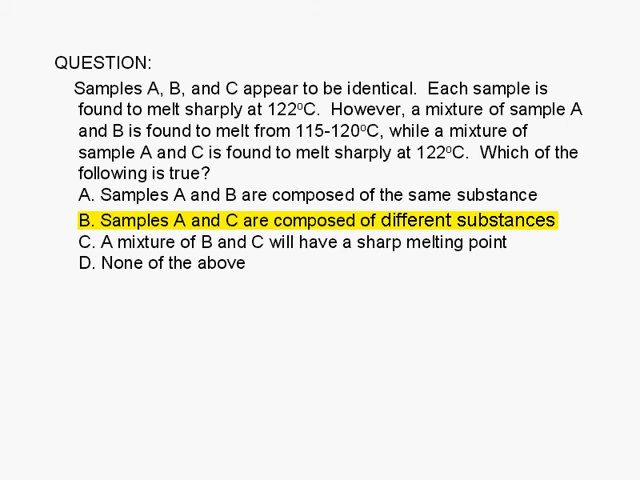 QUESTION:
Samples A, B, and C appear to be identical.  Each sample is
found to melt sharply at 122⁰C.  However, a mixture of sample A
and B is found to melt from 115-120⁰C, while a mixture of
sample A and C is found to melt sharply at 122⁰C.  Which of the
following is true?
A. Samples A and B are composed of the same substance
B. Samples A and C are composed of different substances
C. A mixture of B and C will have a sharp melting point
D. None of the above